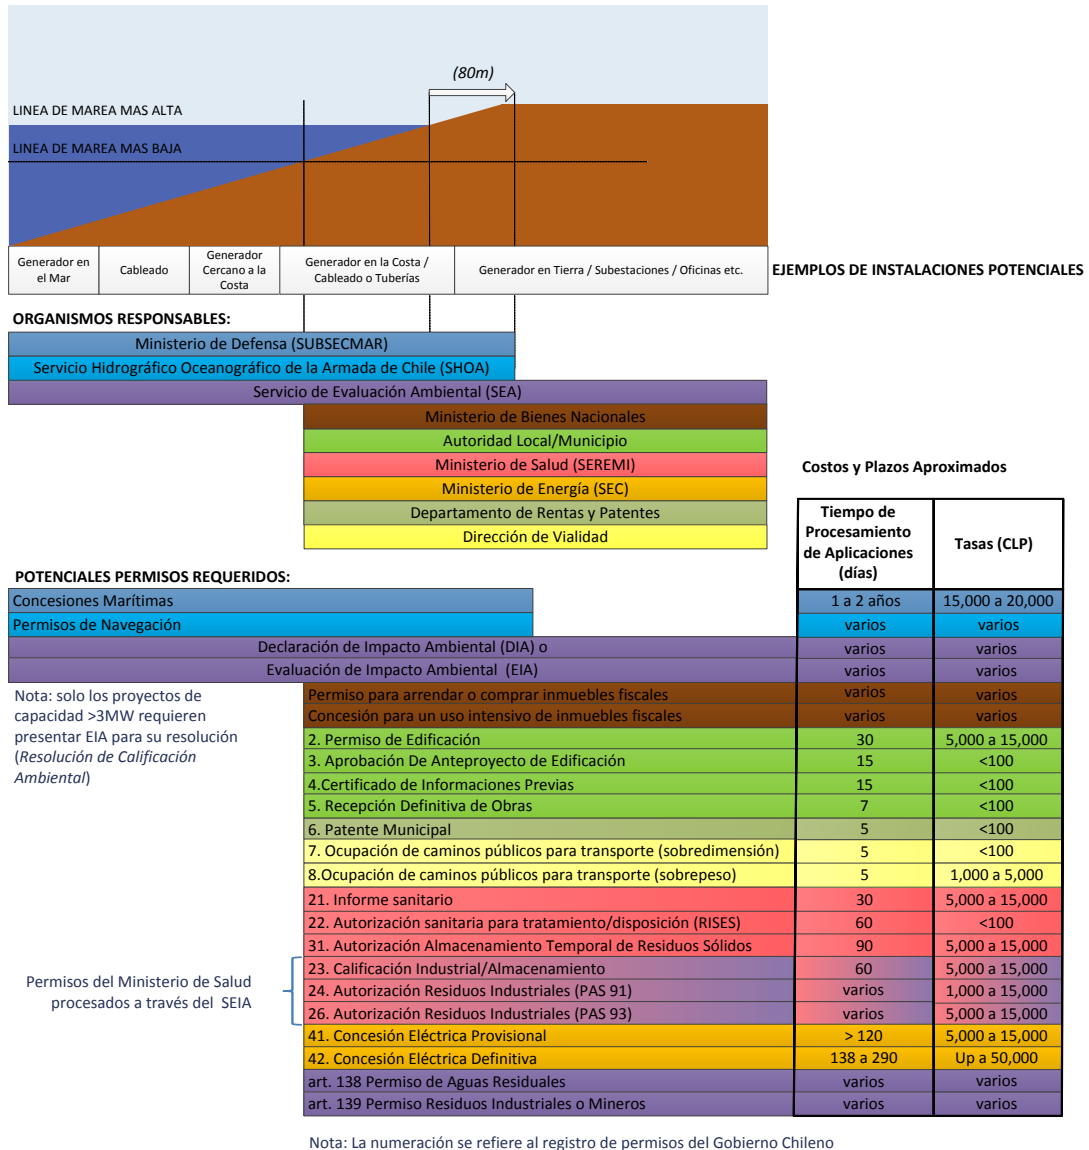 (80m)
LINEA DE MAREA MAS ALTA
LINEA DE MAREA MAS BAJA
Generador en
el Mar
Cableado
Generador
Cercano a la
Costa
Generador en la Costa /
Cableado o Tuberías
Generador en Tierra / Subestaciones / Oficinas etc.
EJEMPLOS DE INSTALACIONES POTENCIALES
ORGANISMOS RESPONSABLES:
Ministerio de Defensa (SUBSECMAR)
Servicio Hidrográfico Oceanográfico de la Armada de Chile (SHOA)
Servicio de Evaluación Ambiental (SEA)
Ministerio de Bienes Nacionales
Autoridad Local/Municipio
Ministerio de Salud (SEREMI)
Ministerio de Energía (SEC)
Departamento de Rentas y Patentes
Dirección de Vialidad
Costos y Plazos Aproximados
Tiempo de
Procesamiento
de Aplicaciones
(días)
Tasas (CLP)
POTENCIALES PERMISOS REQUERIDOS:
Concesiones Marítimas 1 a 2 años 15,000 a 20,000
Permisos de Navegación varios varios
Declaración de Impacto Ambiental (DIA) o varios varios
Evaluación de Impacto Ambiental (EIA) varios varios
Nota: solo los proyectos de
capacidad >3MW requieren
presentar EIA para su resolución
(Resolución de Calificación
Ambiental)
Permiso para arrendar o comprar inmuebles fiscales varios varios
Concesión para un uso intensivo de inmuebles fiscales varios varios
2. Permiso de Edificación 30 5,000 a 15,000
3. Aprobación De Anteproyecto de Edificación 15 <100
4.Certificado de Informaciones Previas 15 <100
5. Recepción Definitiva de Obras 7 <100
6. Patente Municipal 5 <100
7. Ocupación de caminos públicos para transporte (sobredimensión) 5 <100
8.Ocupación de caminos públicos para transporte (sobrepeso) 5 1,000 a 5,000
21. Informe sanitario 30 5,000 a 15,000
22. Autorización sanitaria para tratamiento/disposición (RISES) 60 <100
31. Autorización Almacenamiento Temporal de Residuos Sólidos 90 5,000 a 15,000
Permisos del Ministerio de Salud
procesados a través del SEIA
23. Calificación Industrial/Almacenamiento 60 5,000 a 15,000
24. Autorización Residuos Industriales (PAS 91) varios 1,000 a 15,000
26. Autorización Residuos Industriales (PAS 93) varios 5,000 a 15,000
41. Concesión Eléctrica Provisional > 120 5,000 a 15,000
42. Concesión Eléctrica Definitiva 138 a 290 Up a 50,000
art. 138 Permiso de Aguas Residuales varios varios
art. 139 Permiso Residuos Industriales o Mineros varios varios
Nota: La numeración se refiere al registro de permisos del Gobierno Chileno